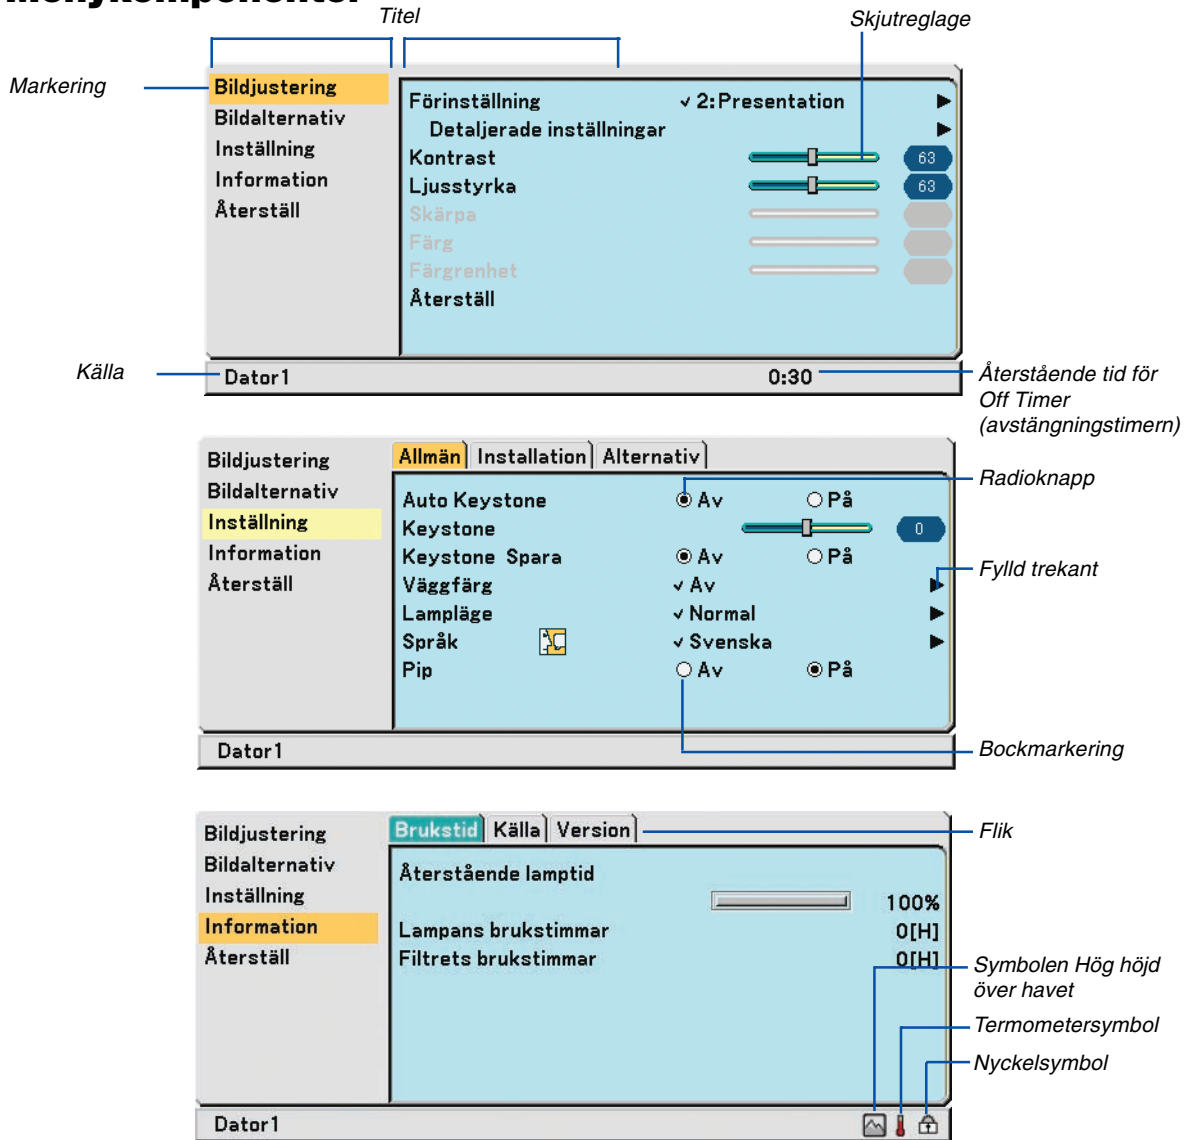 Menykomponenter
Titel
Skjutreglage
Markering
Bildjustering
Bildalternativ
Inställning
Information
Återställ
Förinställning ✓ 2:Presentation
Detaljerade inställningar
Kontrast 63
Ljusstyrka 63
Skärpa
Färg
Färgrenhet
Återställ
Källa
Dator1 0:30
Återstående tid för
Off Timer
(avstängningstimern)
Bildjustering
Bildalternativ
Inställning
Information
Återställ
Allmän Installation Alternativ
Auto Keystone Av På
Keystone 0
Keystone Spara Av På
Väggfärg ✓ Av
Lampläge ✓ Normal
Språk ✓ Svenska
Pip Av På
Dator1
Radioknapp
Fylld trekant
Bockmarkering
Bildjustering
Bildalternativ
Inställning
Information
Återställ
Brukstid Källa Version
Återstående lamptid
100%
Lampans brukstimmar 0[H]
Filtrets brukstimmar 0[H]
Dator1
Flik
Symbolen Hög höjd
över havet
Termometersymbol
Nyckelsymbol